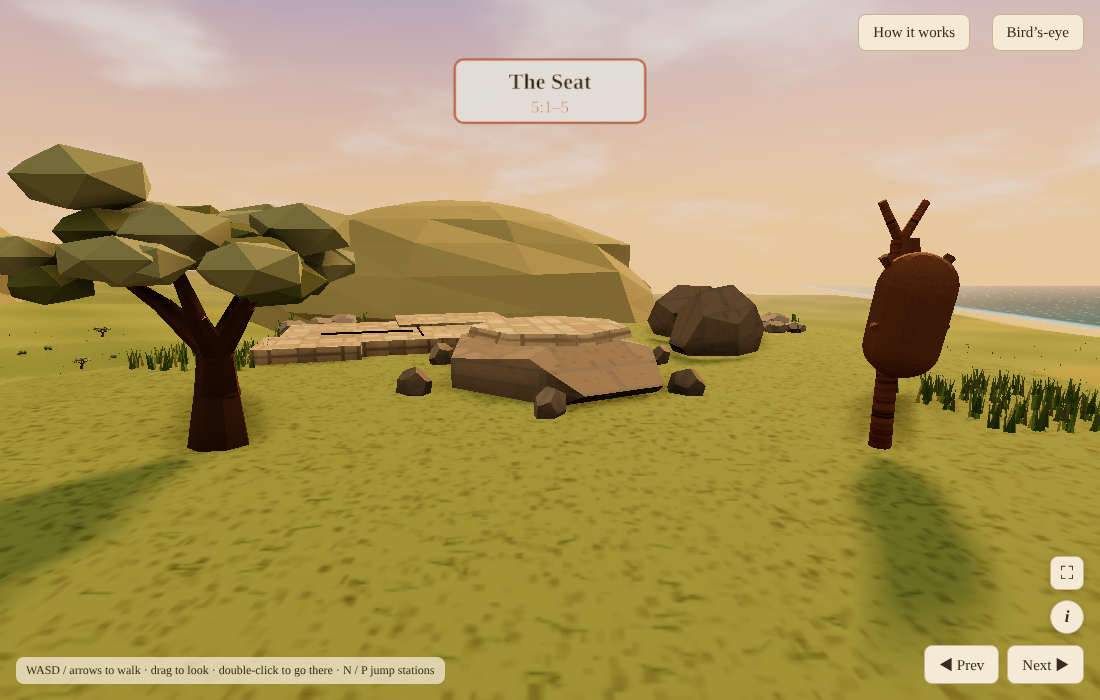 How it works
Bird’s-eye
The Seat
5:1–5
i
WASD / arrows to walk · drag to look · double-click to go there · N / P jump stations
◀ Prev
Next ▶